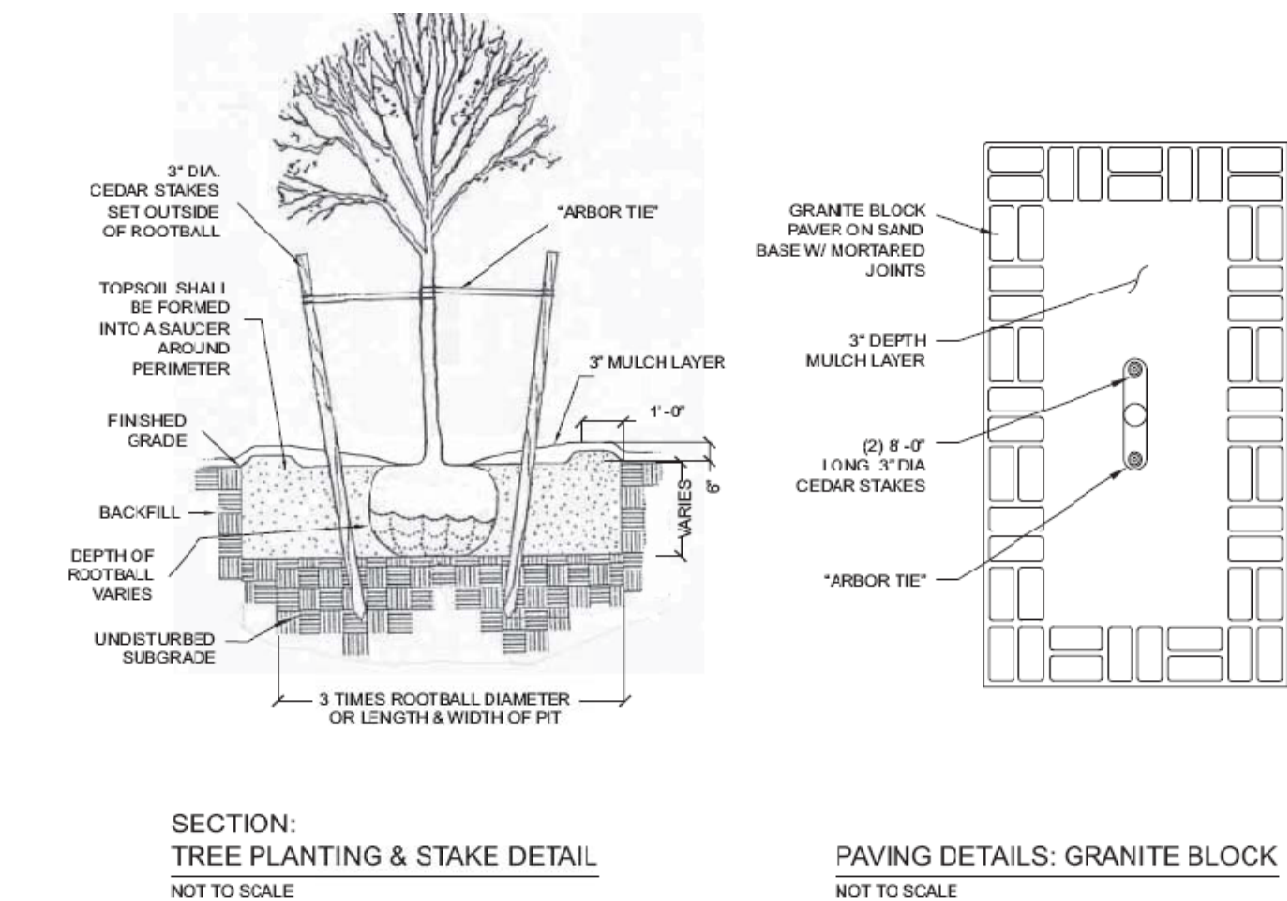 3" DIA.
CEDAR STAKES
SET OUTSIDE
OF ROOTBALL
"ARBOR TIE"
TOPSOIL SHALL
BE FORMED
INTO A SAUCER
AROUND
PERIMETER
3" MULCH LAYER
1'-0"
FINISHED
GRADE
6"
VARIES
BACKFILL
DEPTH OF
ROOTBALL
VARIES
UNDISTURBED
SUBGRADE
3 TIMES ROOTBALL DIAMETER
OR LENGTH & WIDTH OF PIT
SECTION:
TREE PLANTING & STAKE DETAIL
NOT TO SCALE
GRANITE BLOCK
PAVER ON SAND
BASE W/ MORTARED
JOINTS
3" DEPTH
MULCH LAYER
(2) 8'-0"
LONG 3" DIA
CEDAR STAKES
"ARBOR TIE"
PAVING DETAILS: GRANITE BLOCK
NOT TO SCALE